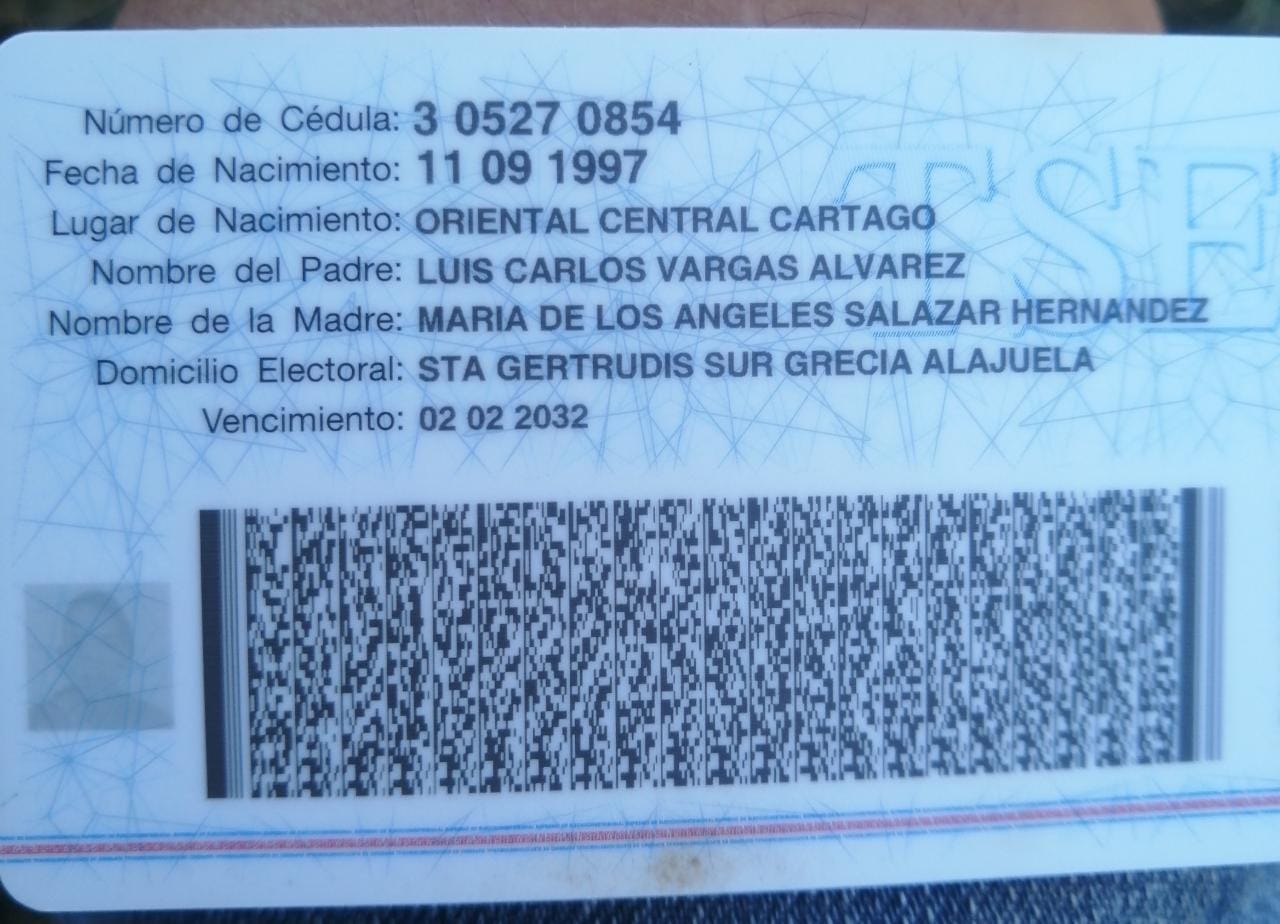 Número de Cédula: 3 0527 0854
Fecha de Nacimiento: 11 09 1997
Lugar de Nacimiento: ORIENTAL CENTRAL CARTAGO
Nombre del Padre: LUIS CARLOS VARGAS ALVAREZ
Nombre de la Madre: MARIA DE LOS ANGELES SALAZAR HERNANDEZ
Domicilio Electoral: STA GERTRUDIS SUR GRECIA ALAJUELA
Vencimiento: 02 02 2032
TSE